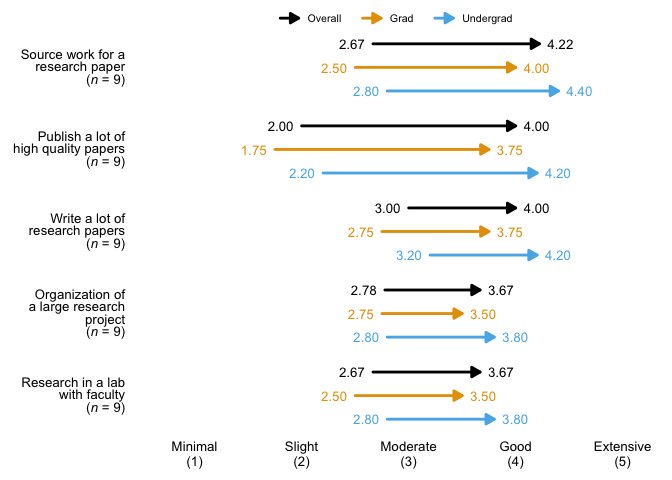 Overall Grad Undergrad
Source work for a
research paper
(n = 9)
2.67 4.22
2.50 4.00
2.80 4.40
Publish a lot of
high quality papers
(n = 9)
2.00 4.00
1.75 3.75
2.20 4.20
Write a lot of
research papers
(n = 9)
3.00 4.00
2.75 3.75
3.20 4.20
Organization of
a large research
project
(n = 9)
2.78 3.67
2.75 3.50
2.80 3.80
Research in a lab
with faculty
(n = 9)
2.67 3.67
2.50 3.50
2.80 3.80
Minimal Slight Moderate Good Extensive
(1) (2) (3) (4) (5)